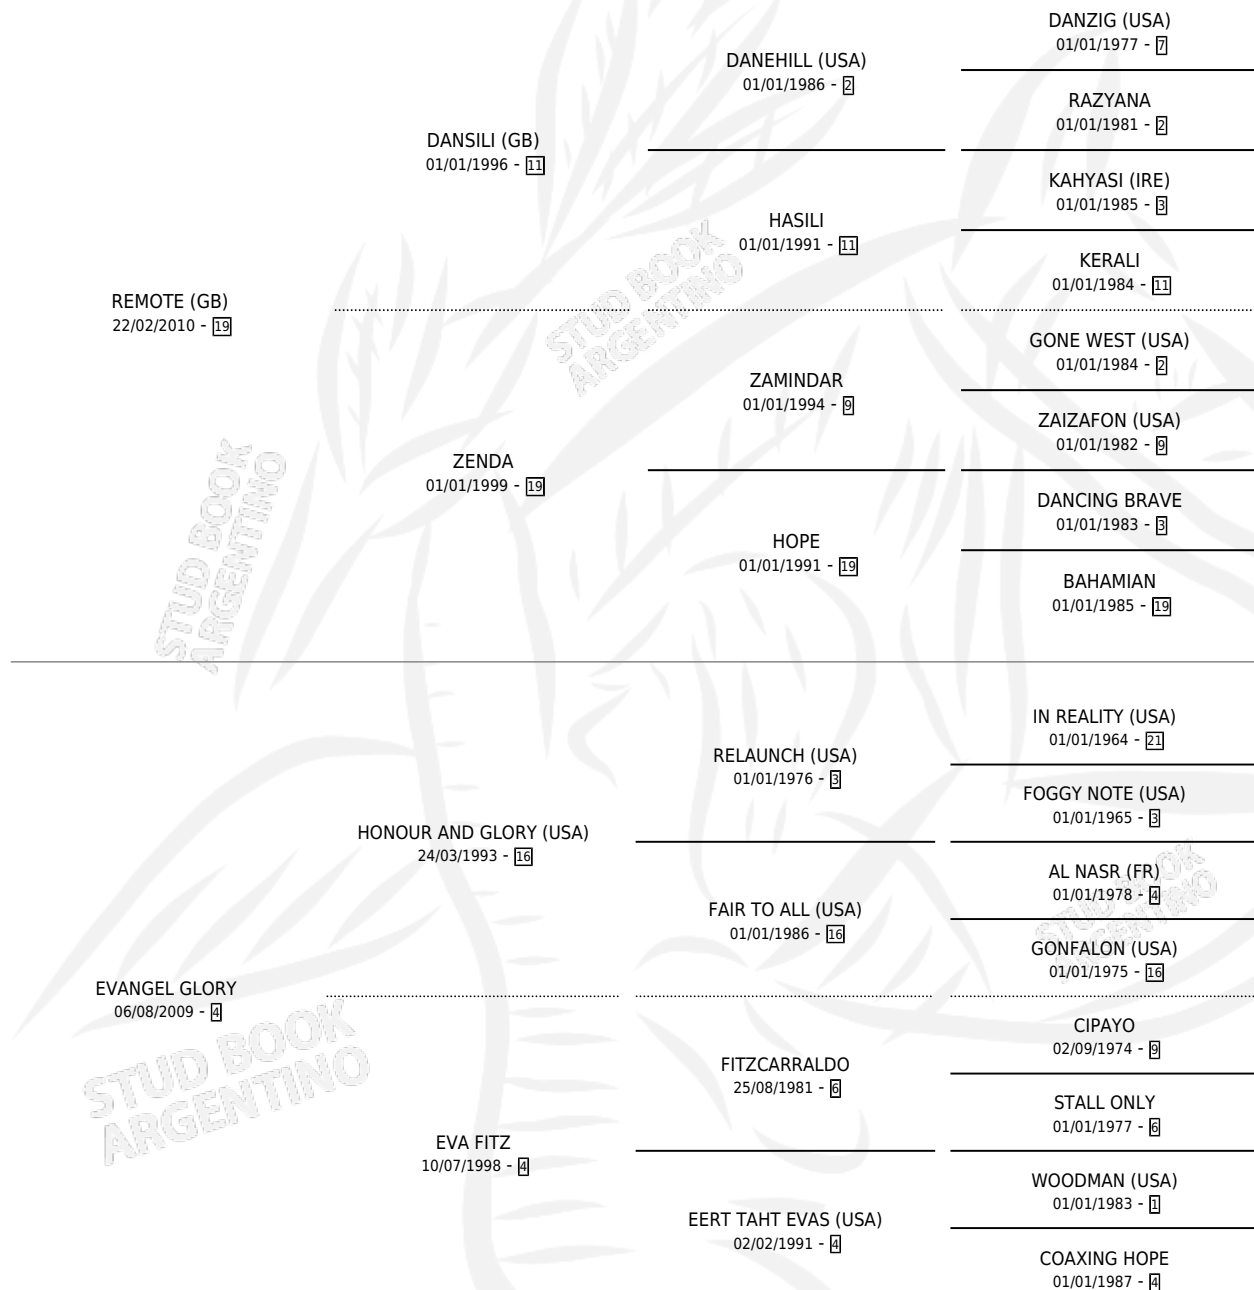 DANZIG (USA)
01/01/1977 - 7
DANEHILL (USA)
01/01/1986 - 2
RAZYANA
01/01/1981 - 2
DANSILI (GB)
01/01/1996 - 11
KAHYASI (IRE)
01/01/1985 - 3
HASILI
01/01/1991 - 11
KERALI
01/01/1984 - 11
REMOTE (GB)
22/02/2010 - 19
GONE WEST (USA)
01/01/1984 - 2
ZAMINDAR
01/01/1994 - 9
ZAIZAFON (USA)
01/01/1982 - 9
ZENDA
01/01/1999 - 19
DANCING BRAVE
01/01/1983 - 3
HOPE
01/01/1991 - 19
BAHAMIAN
01/01/1985 - 19
STUD BOOK
ARGENTINO
STUD BOOK
ARGENTINO
IN REALITY (USA)
01/01/1964 - 21
RELAUNCH (USA)
01/01/1976 - 3
FOGGY NOTE (USA)
01/01/1965 - 3
HONOUR AND GLORY (USA)
24/03/1993 - 16
AL NASR (FR)
01/01/1978 - 4
FAIR TO ALL (USA)
01/01/1986 - 16
GONFALON (USA)
01/01/1975 - 16
STUD BOOK
ARGENTINO
EVANGEL GLORY
06/08/2009 - 4
CIPAYO
02/09/1974 - 9
FITZCARRALDO
25/08/1981 - 6
STALL ONLY
01/01/1977 - 6
EVA FITZ
10/07/1998 - 4
WOODMAN (USA)
01/01/1983 - 1
EERT TAHT EVAS (USA)
02/02/1991 - 4
COAXING HOPE
01/01/1987 - 4
STUD BOOK
ARGENTINO